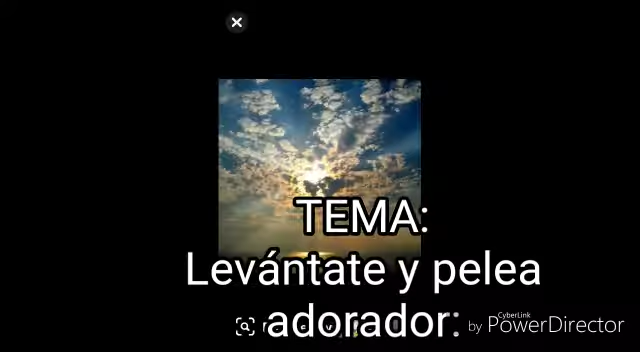 TEMA:
Levántate y pelea
adorador:
CyberLink
by PowerDirector